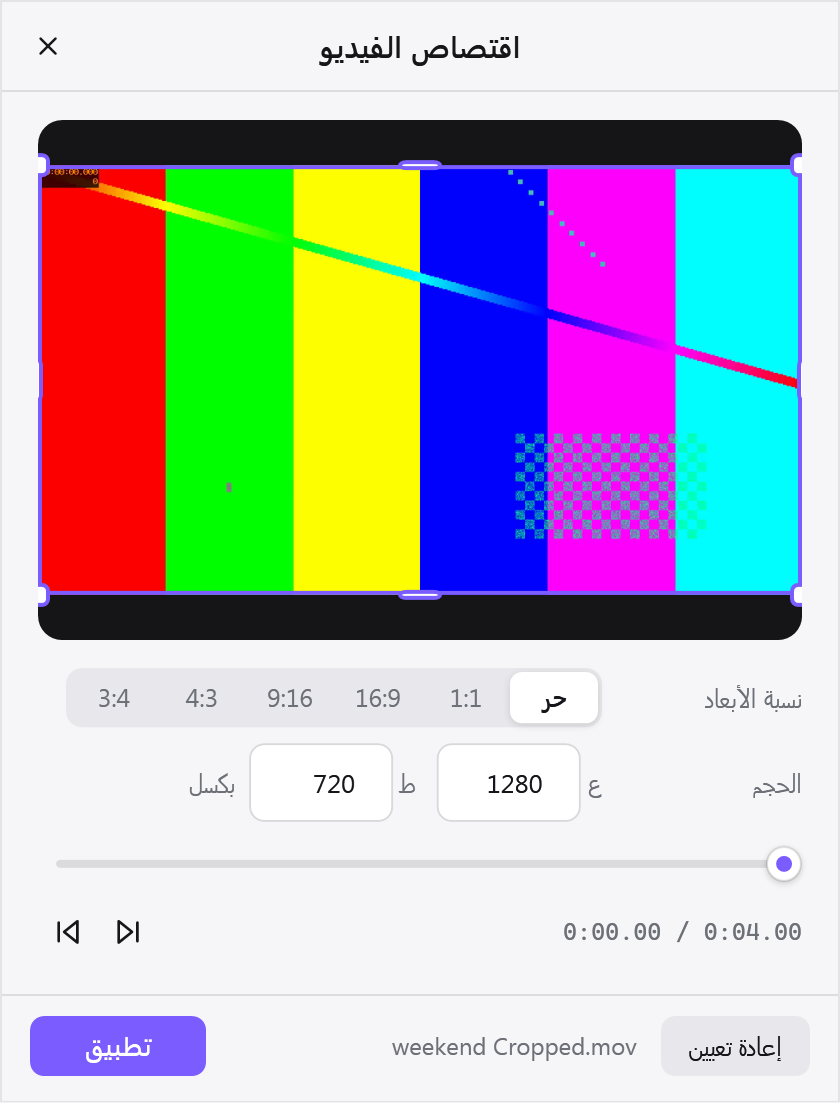 اقتصاص الفيديو
0
نسبة الأبعاد حر 1:1 16:9 9:16 4:3 3:4
الحجم ع 1280 ط 720 بكسل
0:00.00 / 0:04.00
إعادة تعيين weekend Cropped.mov تطبيق